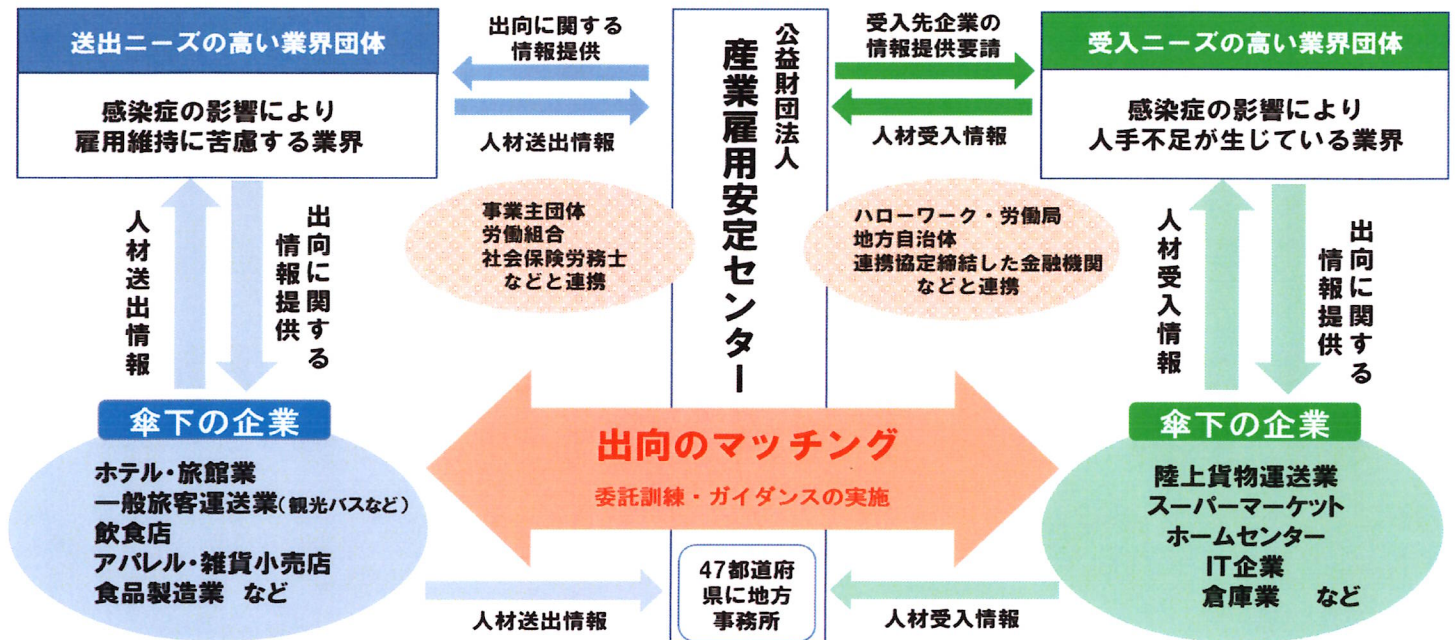 送出ニーズの高い業界団体
感染症の影響により
雇用維持に苦慮する業界
出向に関する
情報提供
人材送出情報
公益財団法人
産業雇用安定センター
受入先企業の
情報提供要請
人材受入情報
受入ニーズの高い業界団体
感染症の影響により
人手不足が生じている業界
人材送出情報
出向に関する
情報提供
事業主団体
労働組合
社会保険労務士
などと連携
ハローワーク・労働局
地方自治体
連携協定締結した金融機関
などと連携
人材受入情報
出向に関する
情報提供
傘下の企業
ホテル・旅館業
一般旅客運送業(観光バスなど)
飲食店
アパレル・雑貨小売店
食品製造業 など
出向のマッチング
委託訓練・ガイダンスの実施
傘下の企業
陸上貨物運送業
スーパーマーケット
ホームセンター
IT企業
倉庫業 など
人材送出情報
47都道府
県に地方
事務所
人材受入情報